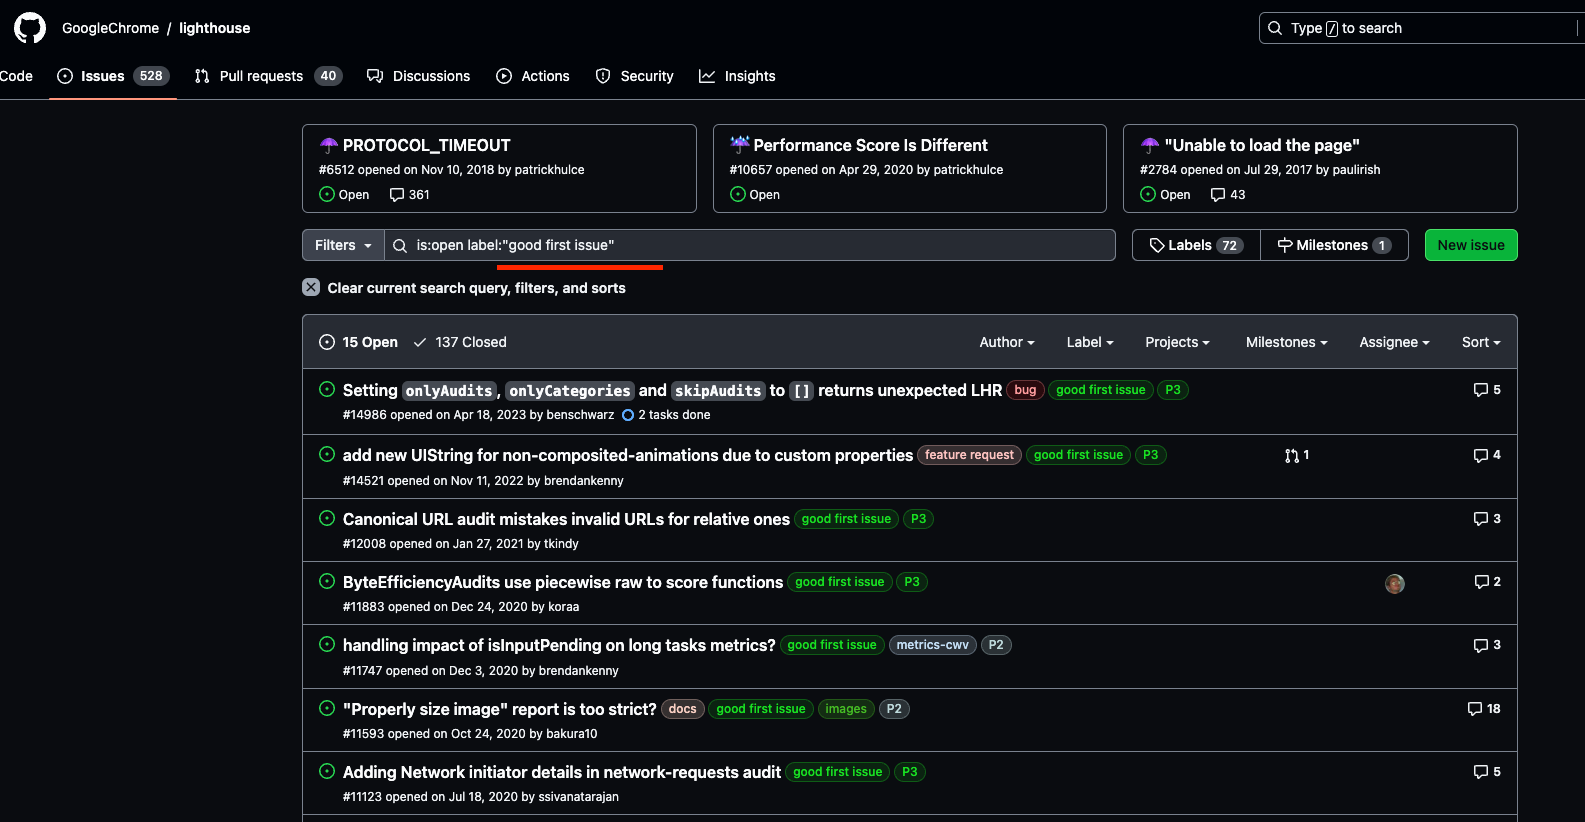 GoogleChrome / lighthouse
Type / to search
Code Issues 528 Pull requests 40 Discussions Actions Security Insights
PROTOCOL_TIMEOUT
#6512 opened on Nov 10, 2018 by patrickhulce
Open 361
Performance Score Is Different
#10657 opened on Apr 29, 2020 by patrickhulce
Open
"Unable to load the page"
#2784 opened on Jul 29, 2017 by paulirish
Open 43
Filters is:open label:"good first issue" Labels 72 Milestones 1 New issue
Clear current search query, filters, and sorts
15 Open 137 Closed Author Label Projects Milestones Assignee Sort
Setting onlyAudits, onlyCategories and skipAudits to [] returns unexpected LHR bug good first issue P3 5
#14986 opened on Apr 18, 2023 by benschwarz 2 tasks done
add new UIString for non-composited-animations due to custom properties feature request good first issue P3 1 4
#14521 opened on Nov 11, 2022 by brendankenny
Canonical URL audit mistakes invalid URLs for relative ones good first issue P3 3
#12008 opened on Jan 27, 2021 by tkindy
ByteEfficiencyAudits use piecewise raw to score functions good first issue P3 2
#11883 opened on Dec 24, 2020 by koraa
handling impact of isInputPending on long tasks metrics? good first issue metrics-cwv P2 3
#11747 opened on Dec 3, 2020 by brendankenny
"Properly size image" report is too strict? docs good first issue images P2 18
#11593 opened on Oct 24, 2020 by bakura10
Adding Network initiator details in network-requests audit good first issue P3 5
#11123 opened on Jul 18, 2020 by ssivanatarajan